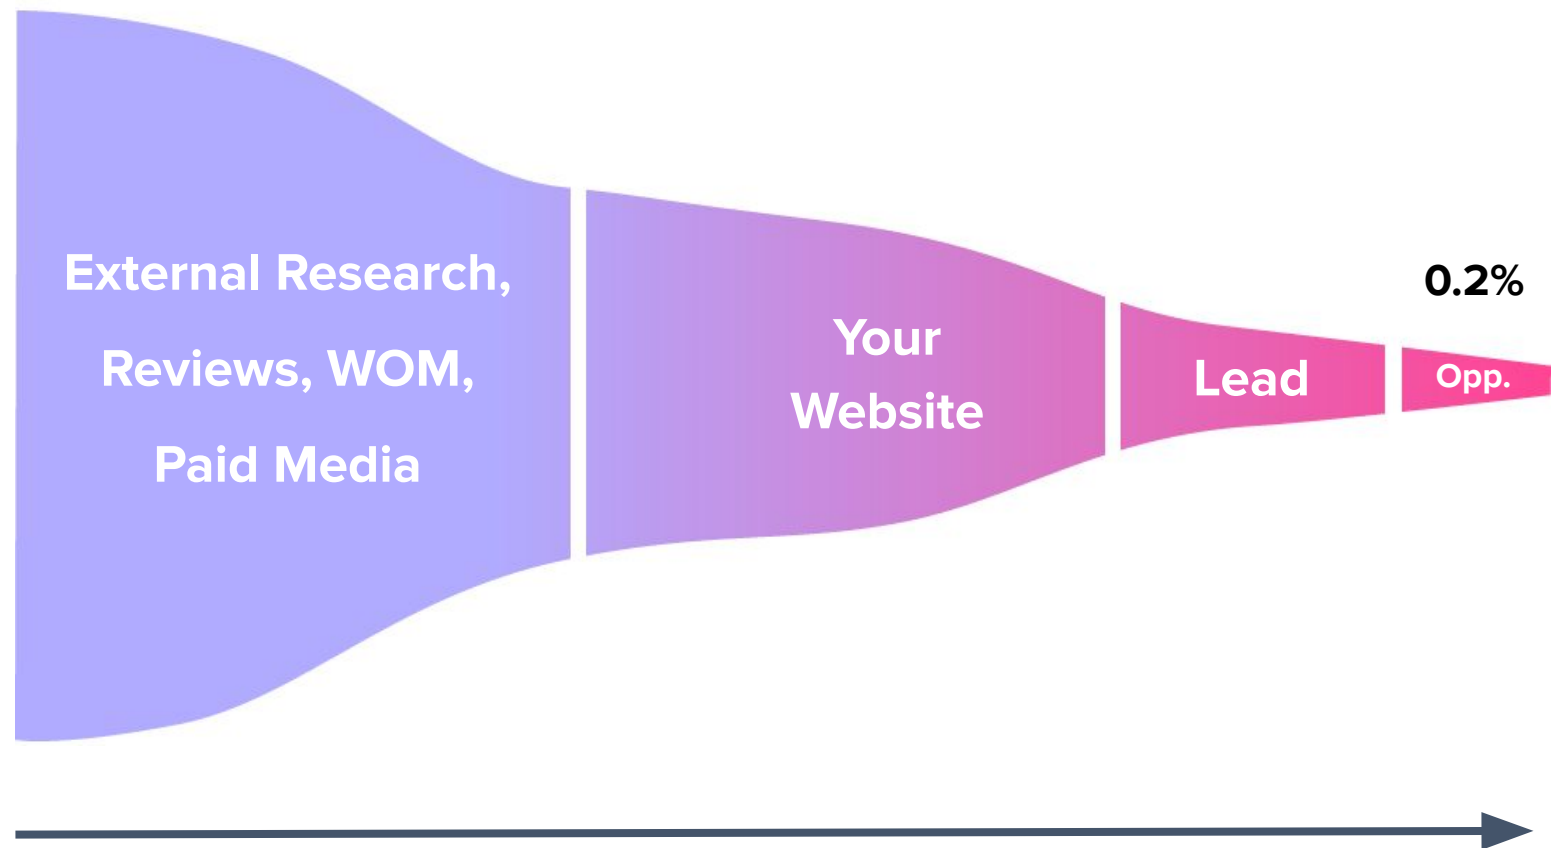 External Research,
Reviews, WOM,
Paid Media
Your
Website
Lead
0.2%
Opp.